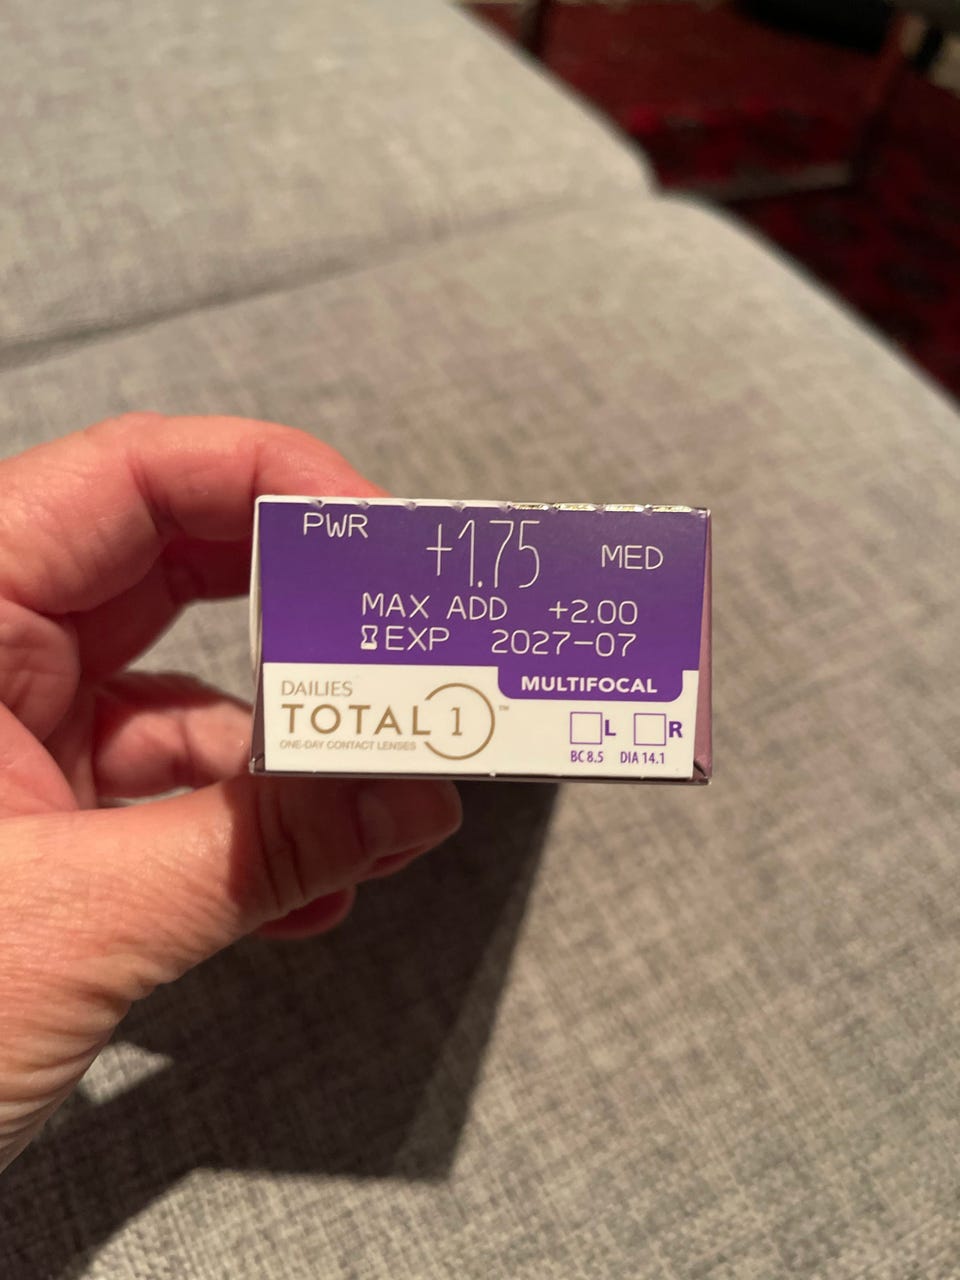 PWR +1.75 MED
MAX ADD +2.00
EXP 2027-07
MULTIFOCAL
DAILIES
TOTAL 1 ™
ONE-DAY CONTACT LENSES
L R
BC 8.5 DIA 14.1